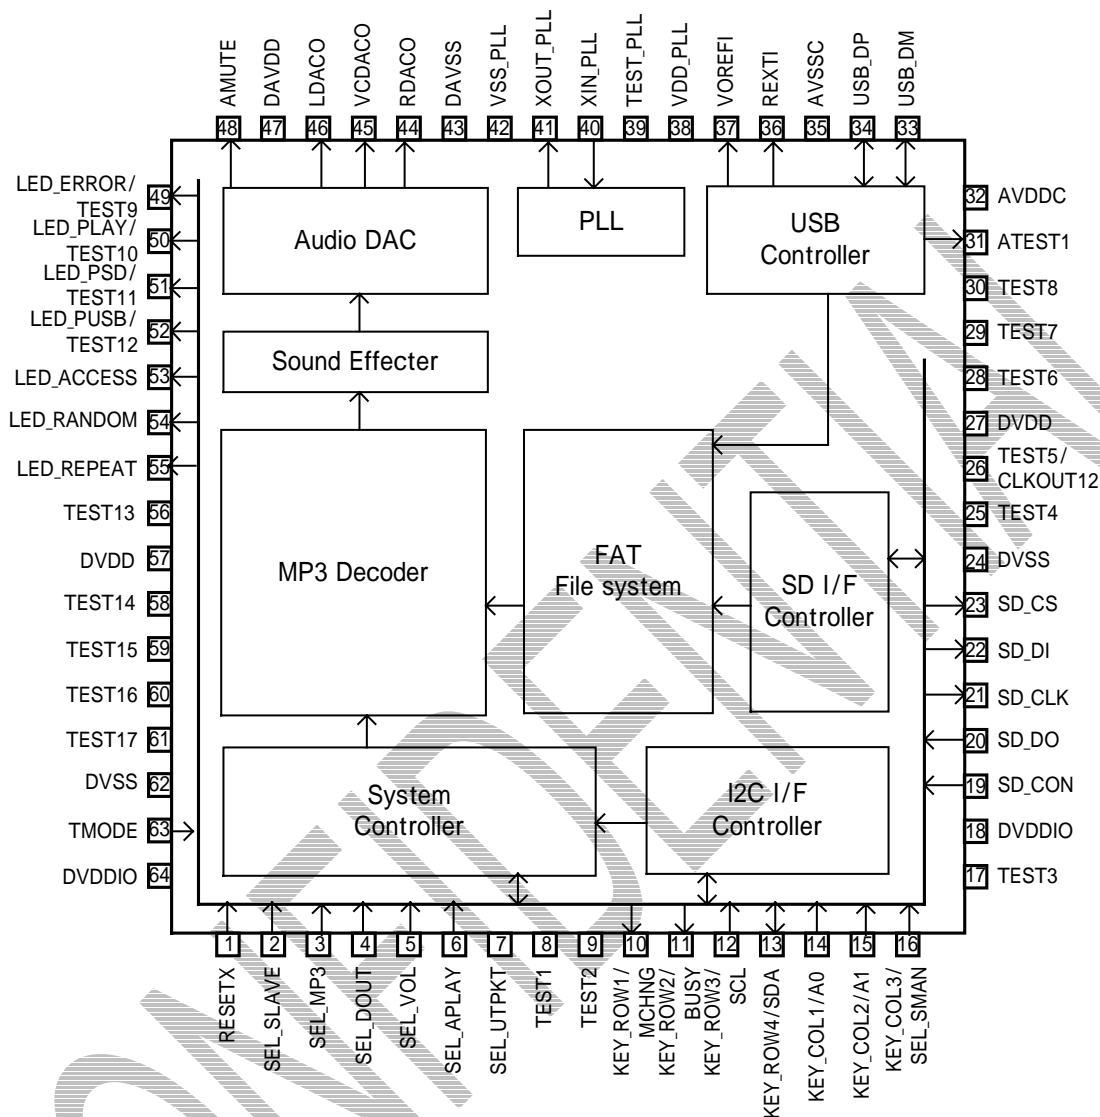 AMUTE
DAVDD
LDACO
VCDACO
RDACO
DAVSS
VSS_PLL
XOUT_PLL
XIN_PLL
TEST_PLL
VDD_PLL
VOREFI
REXTI
AVSSC
USB_DP
USB_DM
48
47
46
45
44
43
42
41
40
39
38
37
36
35
34
33
LED_ERROR/
TEST9
49
LED_PLAY/
TEST10
50
LED_PSD/
TEST11
51
LED_PUSB/
TEST12
52
LED_ACCESS 53
LED_RANDOM 54
LED_REPEAT 55
TEST13 56
DVDD 57
TEST14 58
TEST15 59
TEST16 60
TEST17 61
DVSS 62
TMODE 63
DVDDIO 64
Audio DAC
PLL
USB
Controller
Sound Effecter
MP3 Decoder
FAT
File system
SD I/F
Controller
System
Controller
I2C I/F
Controller
32 AVDDC
31 ATEST1
30 TEST8
29 TEST7
28 TEST6
27 DVDD
26 TEST5/
CLKOUT12
25 TEST4
24 DVSS
23 SD_CS
22 SD_DI
21 SD_CLK
20 SD_DO
19 SD_CON
18 DVDDIO
17 TEST3
1
2
3
4
5
6
7
8
9
10
11
12
13
14
15
16
RESETX
SEL_SLAVE
SEL_MP3
SEL_DOUT
SEL_VOL
SEL_APLAY
SEL_UTPKT
TEST1
TEST2
KEY_ROW1/
MCHNG
KEY_ROW2/
BUSY
KEY_ROW3/
SCL
KEY_ROW4/SDA
KEY_COL1/A0
KEY_COL2/A1
KEY_COL3/
SEL_SMAN